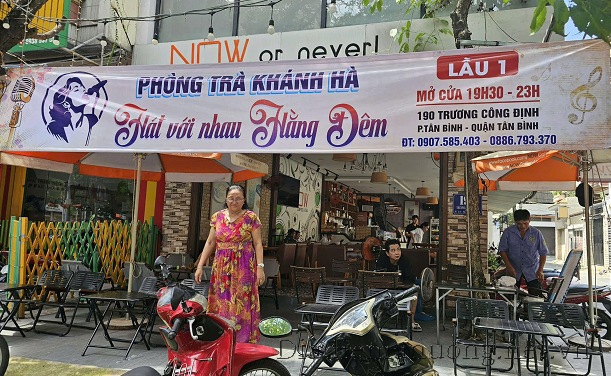 NOW or never!
PHÒNG TRÀ KHÁNH HÀ
Hát với nhau Hằng Đêm
LẦU 1
MỞ CỬA 19H30 - 23H
190 TRƯƠNG CÔNG ĐỊNH
P.TÂN BÌNH - QUẬN TÂN BÌNH
ĐT: 0907.585.403 - 0886.793.370